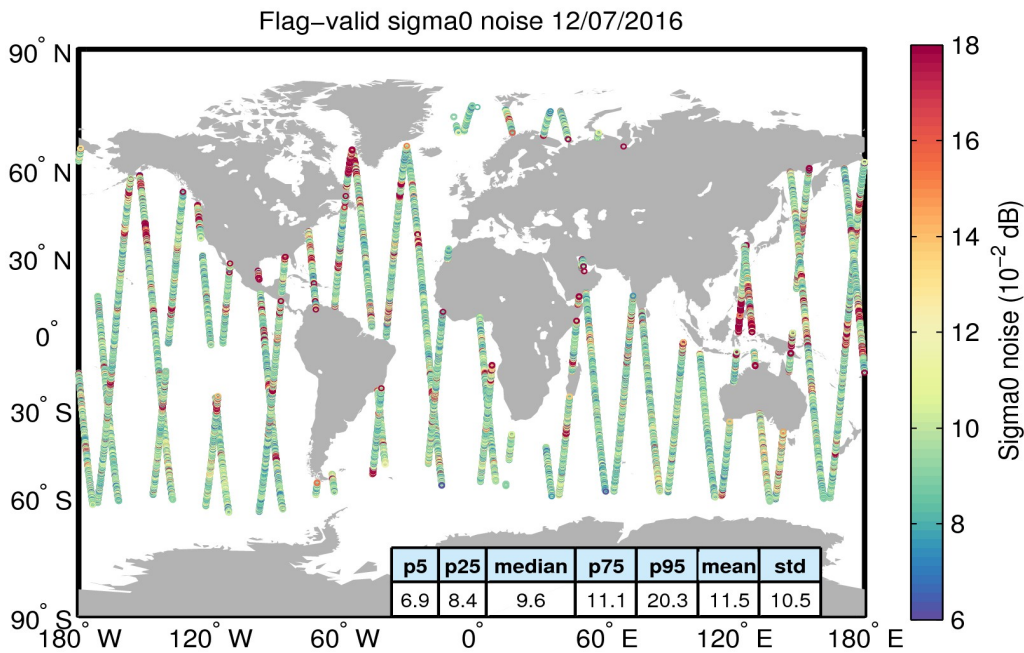 Flag−valid sigma0 noise 12/07/2016
90° N
60° N
30° N
0°
30° S
60° S
90° S
180° W
120° W
60° W
0°
60° E
120° E
180° E
p5 p25 median p75 p95 mean std
6.9 8.4 9.6 11.1 20.3 11.5 10.5
18
16
14
12
10
8
6
Sigma0 noise (10⁻² dB)